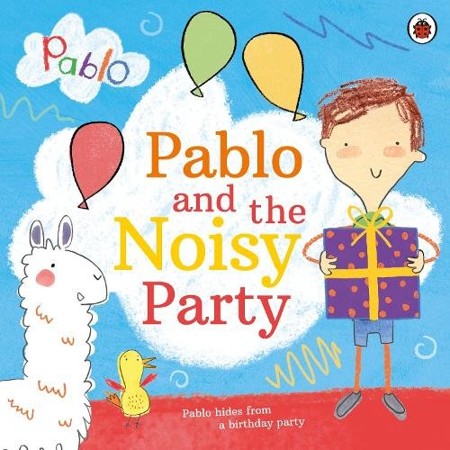 Pablo
Pablo
and the
Noisy
Party
Pablo hides from
a birthday party